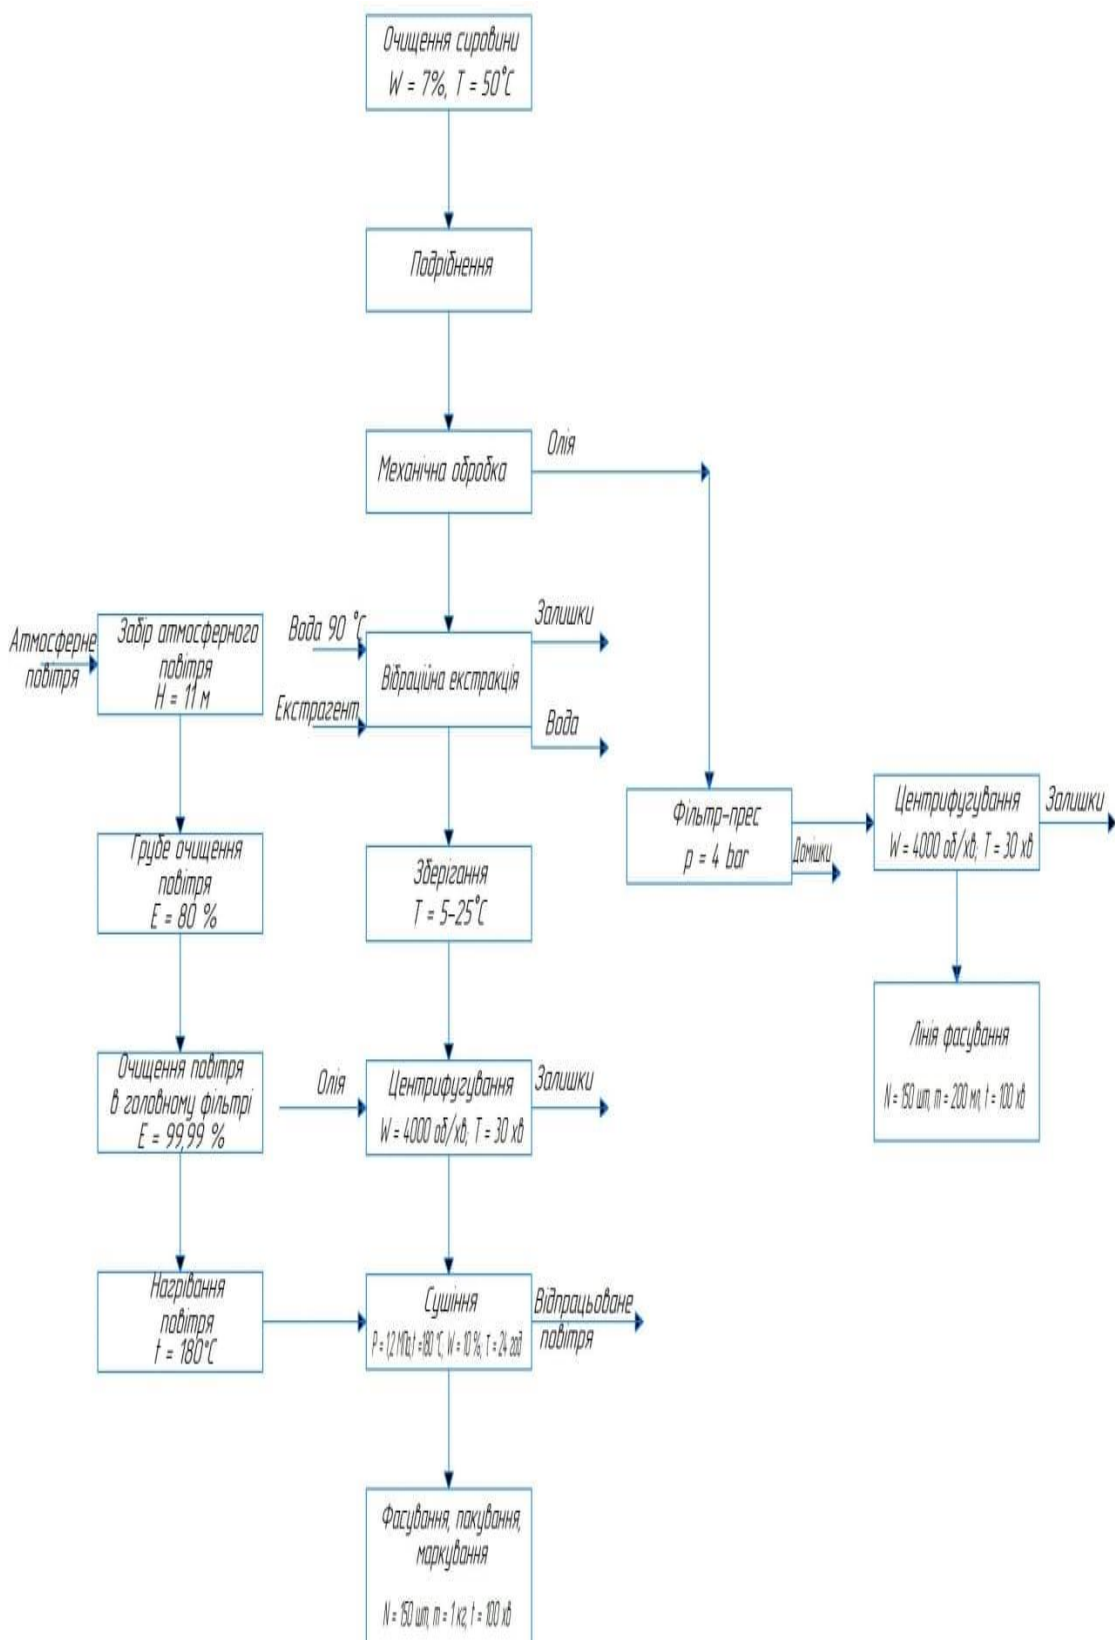 Очищення сировини
W = 7%, T = 50°C
Подрібнення
Механічна обробка
Олія
Атмосферне
повітря
Забір атмосферного
повітря
H = 11 м
Вода 90 °C
Екстрагент
Вібраційна екстракція
Залишки
Вода
Грубе очищення
повітря
E = 80 %
Зберігання
T = 5-25°C
Фільтр-прес
p = 4 bar
Домішки
Центрифугування
W = 4000 об/хв; T = 30 хв
Залишки
Лінія фасування
N = 150 шт, m = 200 мл, t = 100 хв
Очищення повітря
в головному фільтрі
E = 99,99 %
Олія
Центрифугування
W = 4000 об/хв; T = 30 хв
Залишки
Нагрівання
повітря
t = 180°C
Сушіння
P = 1,2 МПа,t =180 °C; W = 10 %; τ = 24 год
Відпрацьоване
повітря
Фасування, пакування,
маркування
N = 150 шт, m = 1 кг, t = 100 хв